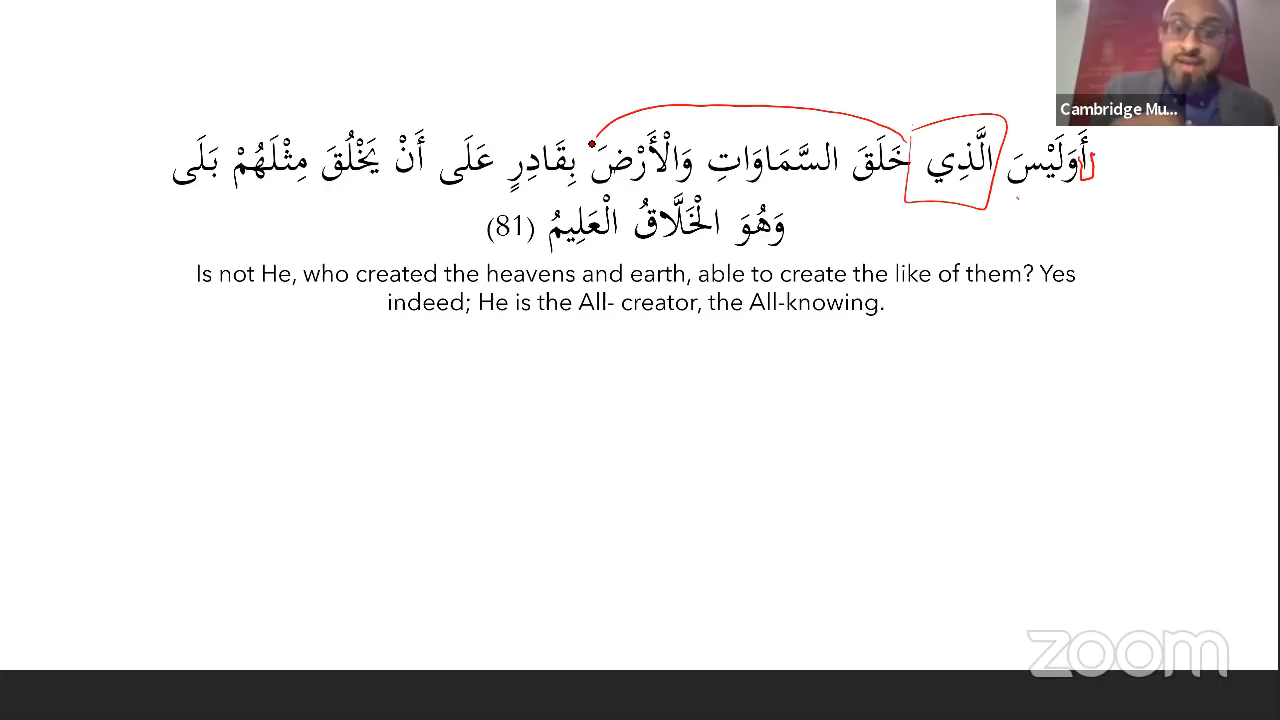 Cambridge Mu...
أَوَلَيْسَ الَّذِي خَلَقَ السَّمَاوَاتِ وَالْأَرْضَ بِقَادِرٍ عَلَى أَنْ يَخْلُقَ مِثْلَهُمْ بَلَى
وَهُوَ الْخَلَّاقُ الْعَلِيمُ (81)
Is not He, who created the heavens and earth, able to create the like of them? Yes
indeed; He is the All- creator, the All-knowing.
zoom